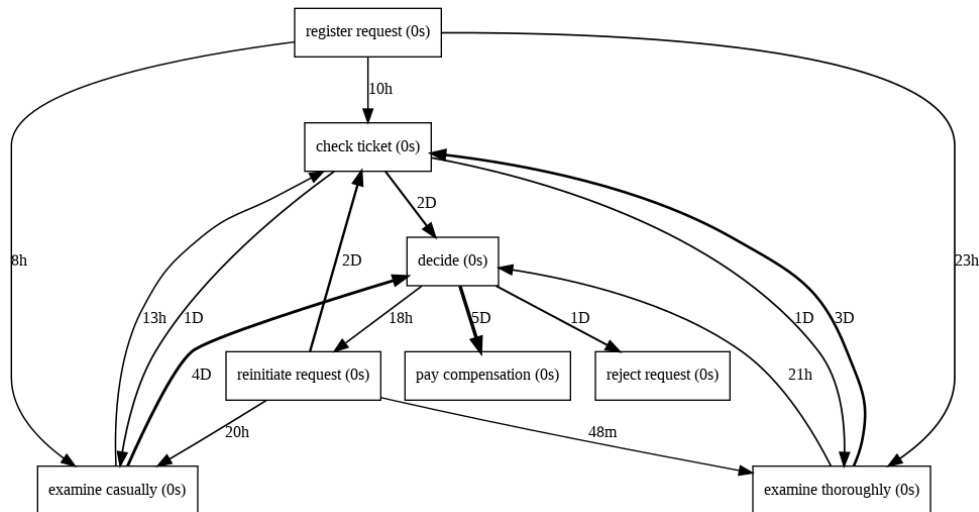 register request (0s)
10h
check ticket (0s)
2D
decide (0s)
8h
2D
23h
13h
1D
18h
5D
1D
1D
3D
4D
reinitiate request (0s)
pay compensation (0s)
reject request (0s)
21h
20h
48m
examine casually (0s)
examine thoroughly (0s)